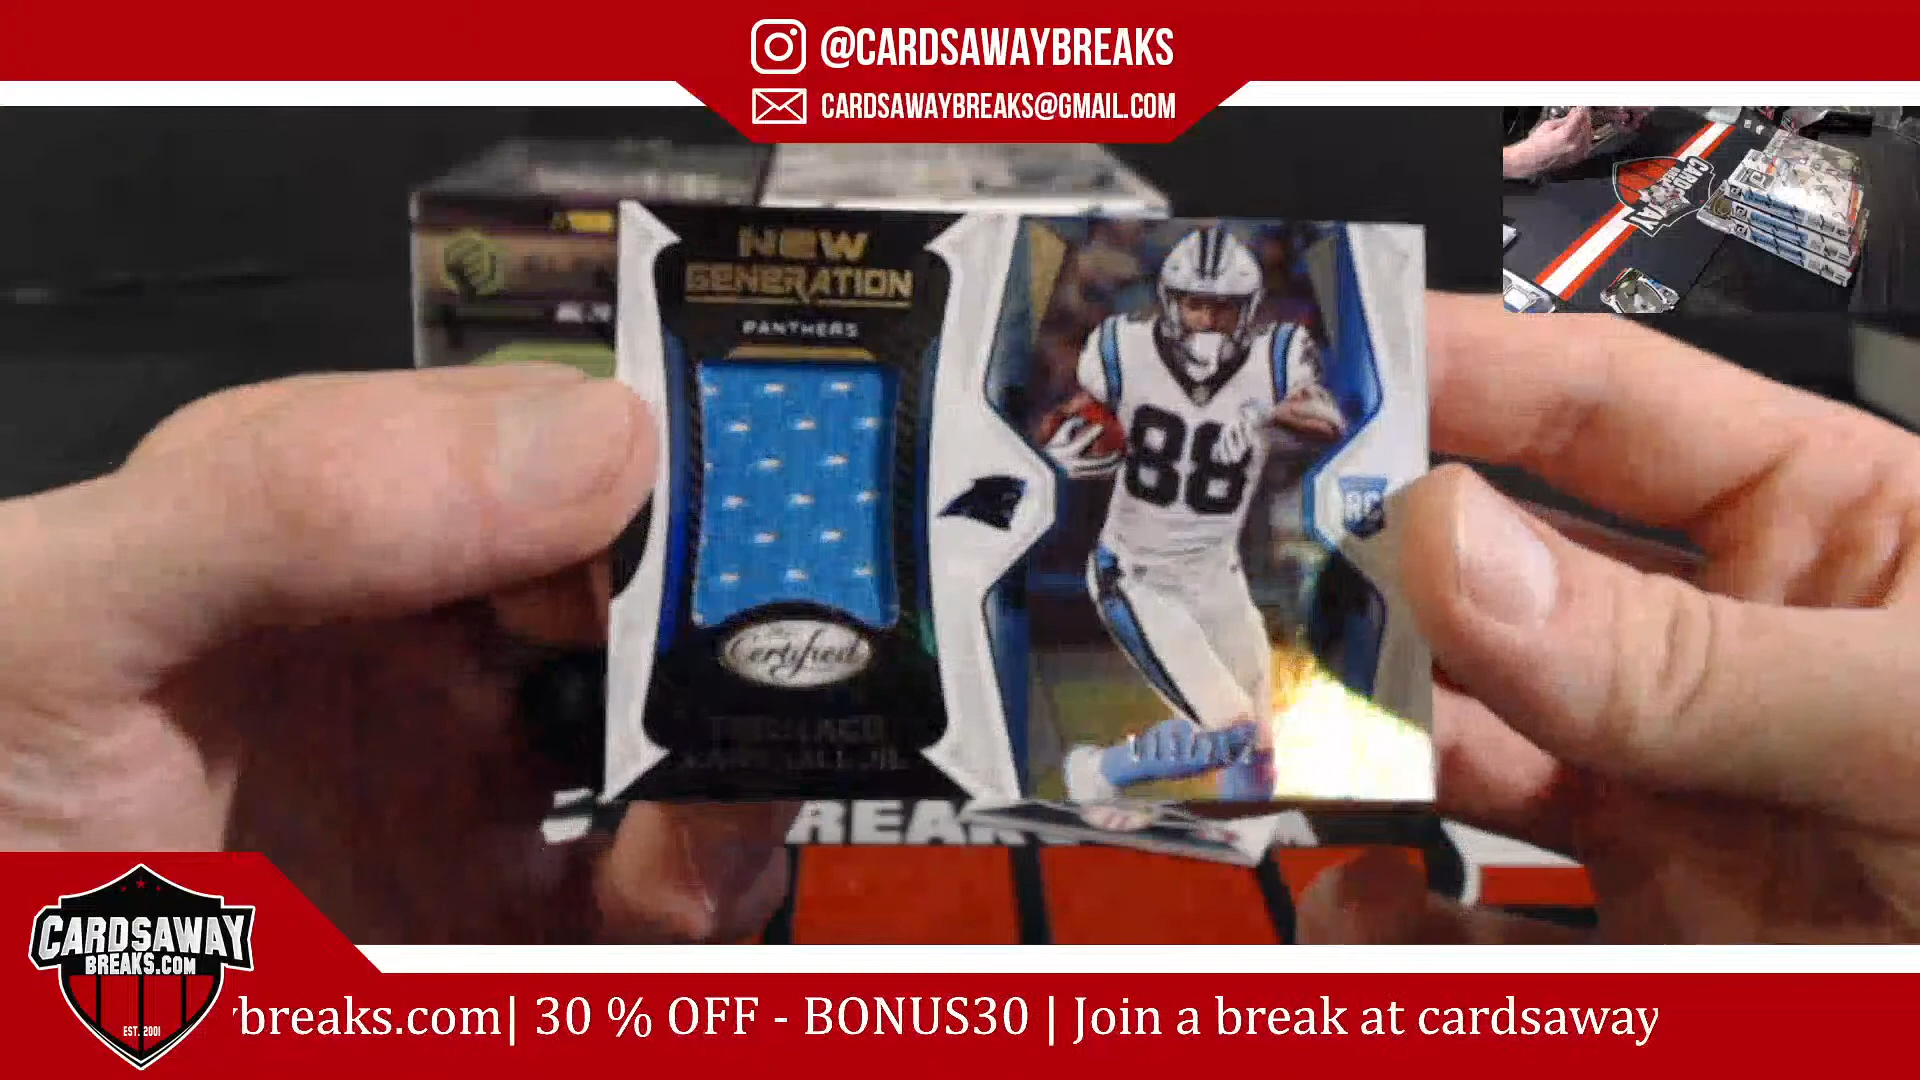 @CARDSAWAYBREAKS
CARDSAWAYBREAKS@GMAIL.COM
NEW
GENERATION
PANTHERS
88
RC
Certified
CARDSAWAY
BREAKS.COM
EST. 2001
breaks.com| 30 % OFF - BONUS30 | Join a break at cardsaway